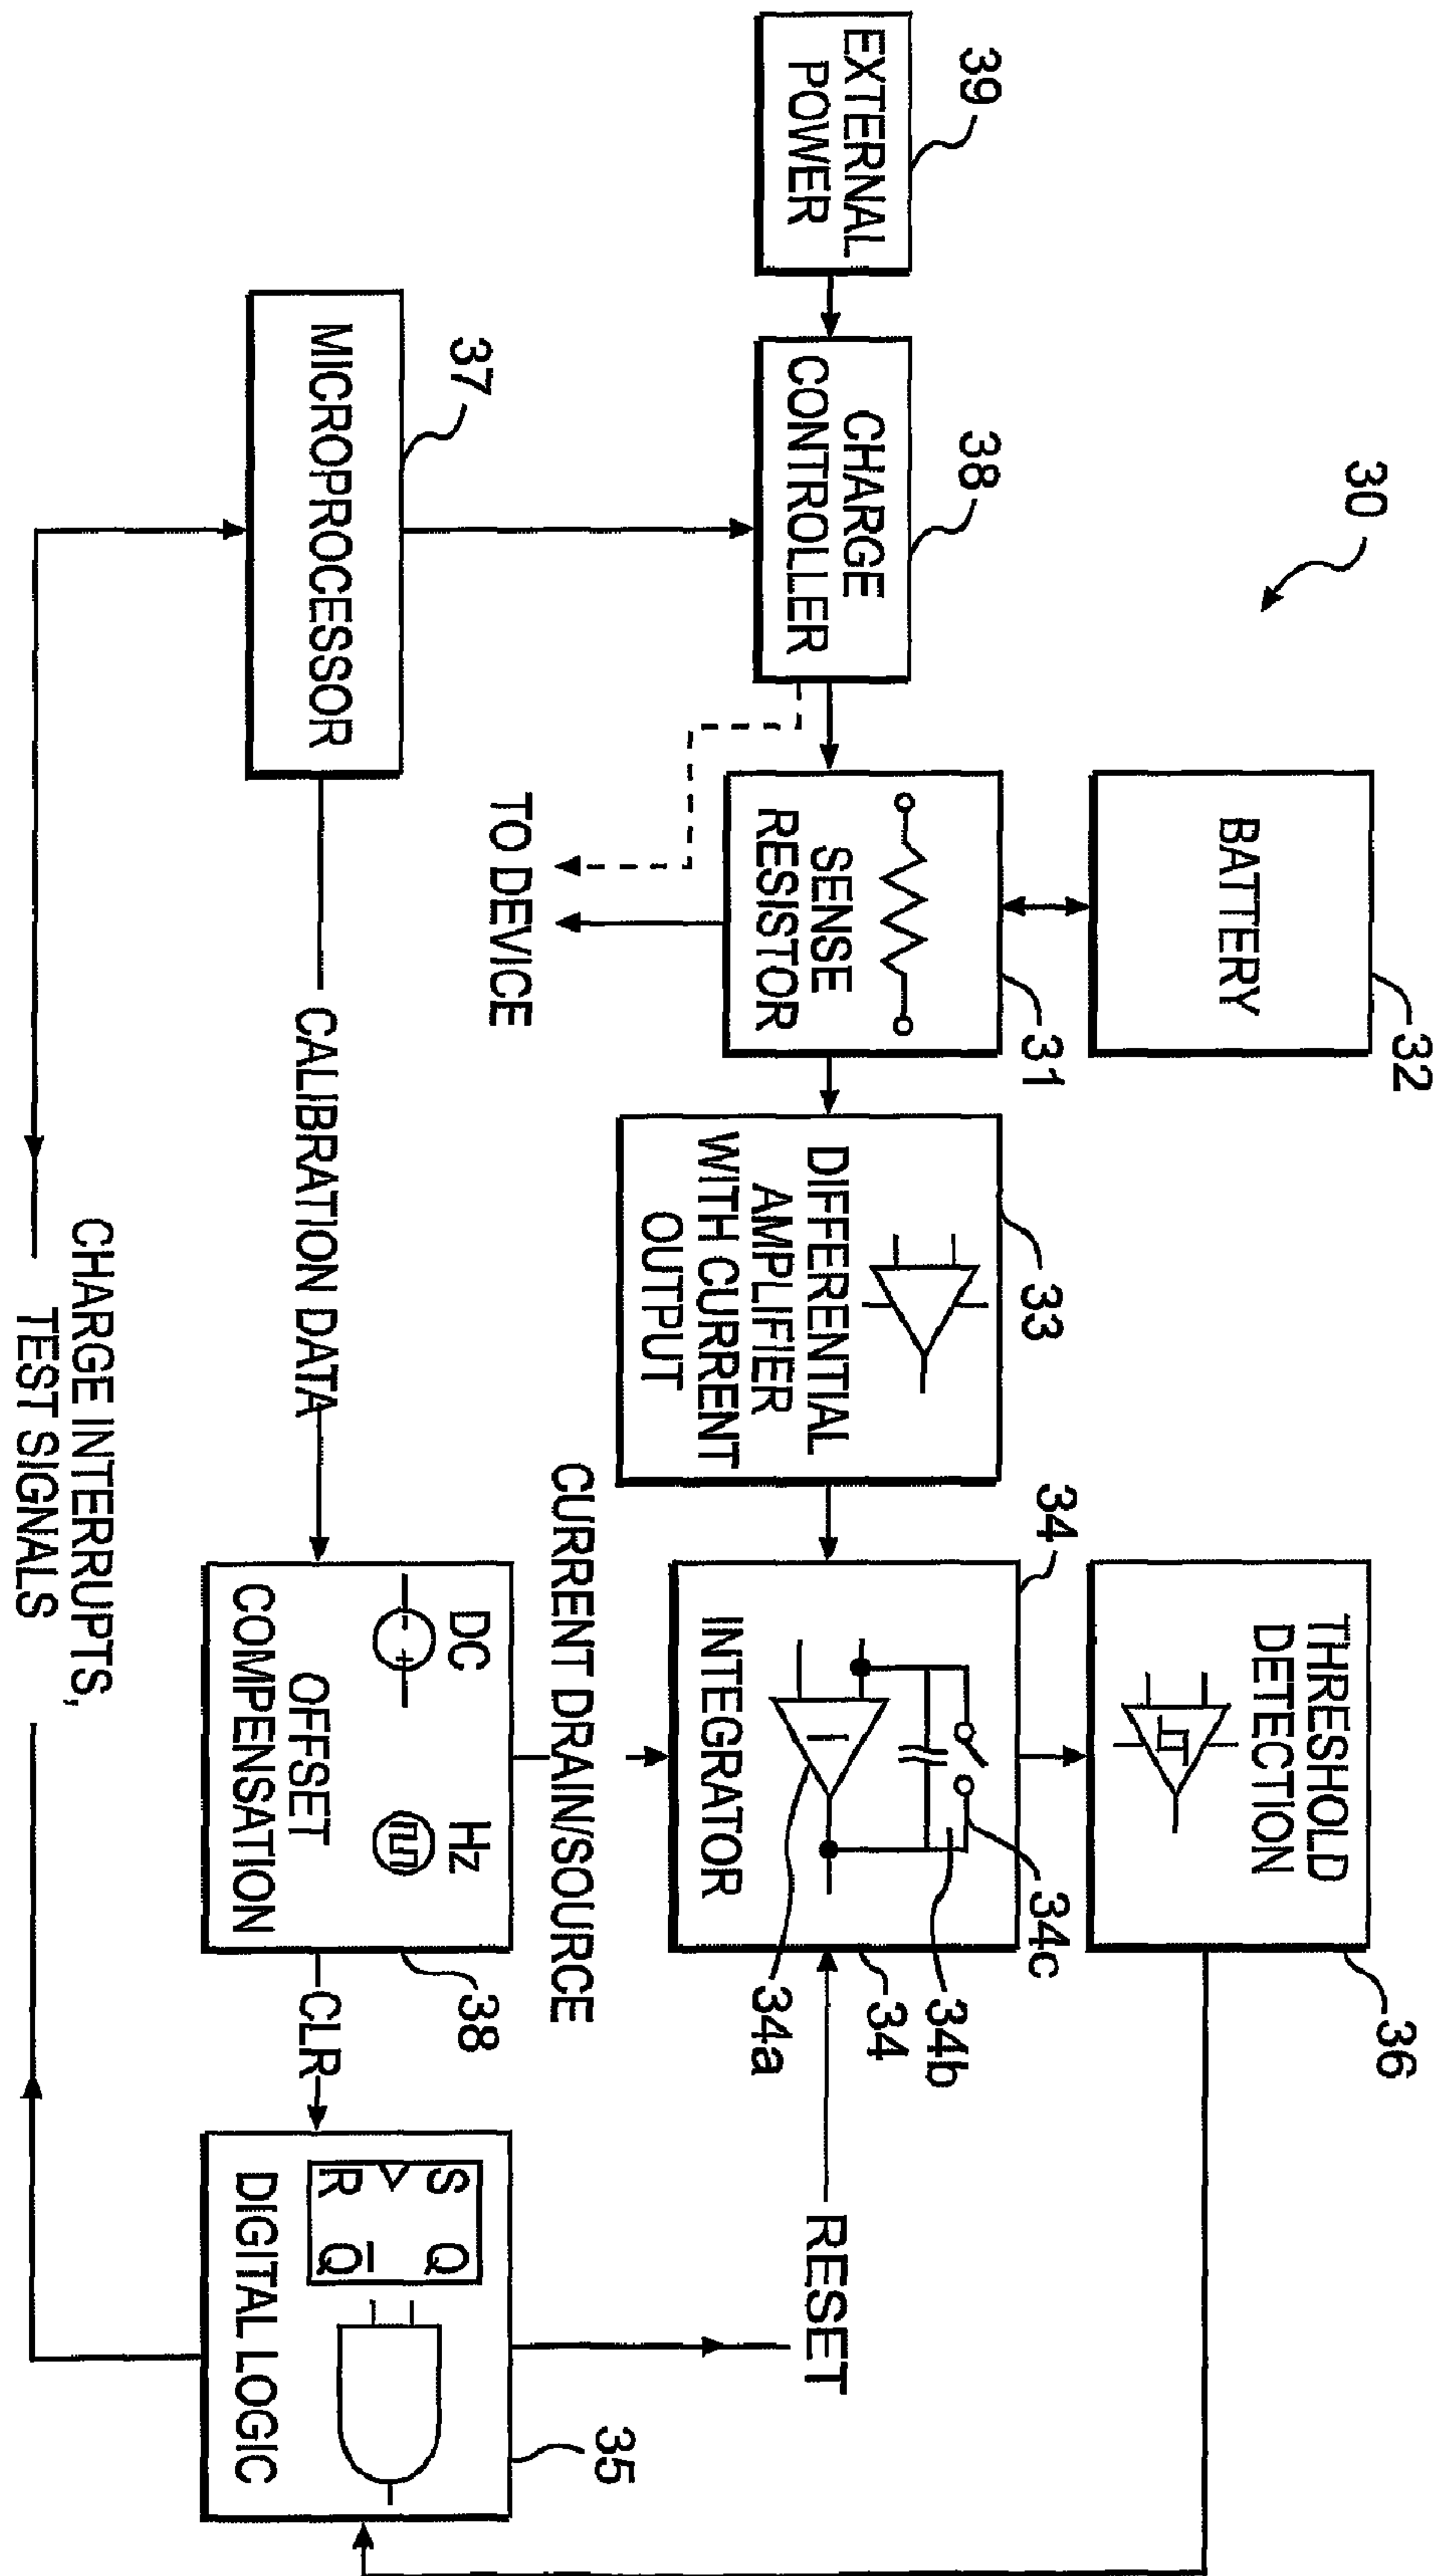 30
BATTERY
32
THRESHOLD
DETECTION
36
39
EXTERNAL
POWER
38
CHARGE
CONTROLLER
31
SENSE
RESISTOR
33
DIFFERENTIAL
AMPLIFIER
WITH CURRENT
OUTPUT
34
I
INTEGRATOR
34c
34b
34
34a
RESET
TO DEVICE
CURRENT DRAIN/SOURCE
37
MICROPROCESSOR
CALIBRATION DATA
DC
Hz
OFFSET
COMPENSATION
38
CLR
S Q
R Q̅
DIGITAL LOGIC
35
CHARGE INTERRUPTS,
TEST SIGNALS